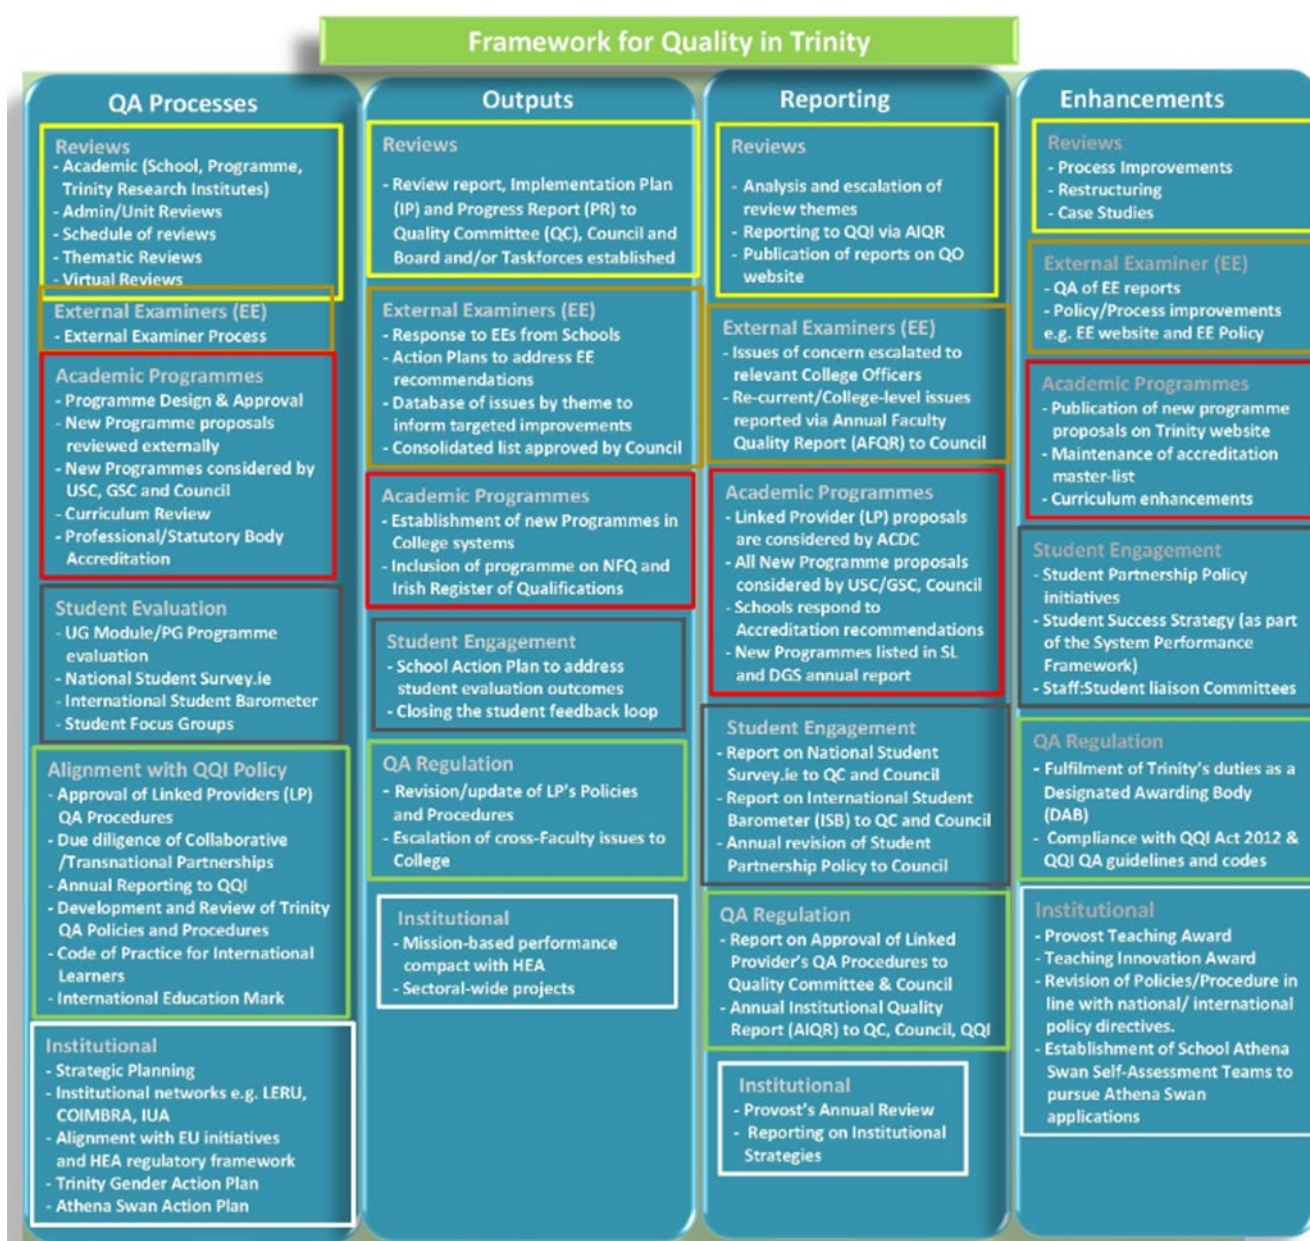 Framework for Quality in Trinity
QA Processes
Reviews
- Academic (School, Programme,
Trinity Research Institutes)
- Admin/Unit Reviews
- Schedule of reviews
- Thematic Reviews
- Virtual Reviews
External Examiners (EE)
- External Examiner Process
Academic Programmes
- Programme Design & Approval
- New Programme proposals
reviewed externally
- New Programmes considered by
USC, GSC and Council
- Curriculum Review
- Professional/Statutory Body
Accreditation
Student Evaluation
- UG Module/PG Programme
evaluation
- National Student Survey.ie
- International Student Barometer
- Student Focus Groups
Alignment with QQI Policy
- Approval of Linked Providers (LP)
QA Procedures
- Due diligence of Collaborative
/Transnational Partnerships
- Annual Reporting to QQI
- Development and Review of Trinity
QA Policies and Procedures
- Code of Practice for International
Learners
- International Education Mark
Institutional
- Strategic Planning
- Institutional networks e.g. LERU,
COIMBRA, IUA
- Alignment with EU initiatives
and HEA regulatory framework
- Trinity Gender Action Plan
- Athena Swan Action Plan
Outputs
Reviews
- Review report, Implementation Plan
(IP) and Progress Report (PR) to
Quality Committee (QC), Council and
Board and/or Taskforces established
External Examiners (EE)
- Response to EEs from Schools
- Action Plans to address EE
recommendations
- Database of issues by theme to
inform targeted improvements
- Consolidated list approved by Council
Academic Programmes
- Establishment of new Programmes in
College systems
- Inclusion of programme on NFQ and
Irish Register of Qualifications
Student Engagement
- School Action Plan to address
student evaluation outcomes
- Closing the student feedback loop
QA Regulation
- Revision/update of LP's Policies
and Procedures
- Escalation of cross-Faculty issues to
College
Institutional
- Mission-based performance
compact with HEA
- Sectoral-wide projects
Reporting
Reviews
- Analysis and escalation of
review themes
- Reporting to QQI via AIQR
- Publication of reports on QO
website
External Examiners (EE)
- Issues of concern escalated to
relevant College Officers
- Re-current/College-level issues
reported via Annual Faculty
Quality Report (AFQR) to Council
Academic Programmes
- Linked Provider (LP) proposals
are considered by ACDC
- All New Programme proposals
considered by USC/GSC, Council
- Schools respond to
Accreditation recommendations
- New Programmes listed in SL
and DGS annual report
Student Engagement
- Report on National Student
Survey.ie to QC and Council
- Report on International Student
Barometer (ISB) to QC and Council
- Annual revision of Student
Partnership Policy to Council
QA Regulation
- Report on Approval of Linked
Provider's QA Procedures to
Quality Committee & Council
- Annual Institutional Quality
Report (AIQR) to QC, Council, QQI
Institutional
- Provost's Annual Review
- Reporting on Institutional
Strategies
Enhancements
Reviews
- Process Improvements
- Restructuring
- Case Studies
External Examiner (EE)
- QA of EE reports
- Policy/Process improvements
e.g. EE website and EE Policy
Academic Programmes
- Publication of new programme
proposals on Trinity website
- Maintenance of accreditation
master-list
- Curriculum enhancements
Student Engagement
- Student Partnership Policy
initiatives
- Student Success Strategy (as part
of the System Performance
Framework)
- Staff:Student liaison Committees
QA Regulation
- Fulfilment of Trinity's duties as a
Designated Awarding Body
(DAB)
- Compliance with QQI Act 2012 &
QQI QA guidelines and codes
Institutional
- Provost Teaching Award
- Teaching Innovation Award
- Revision of Policies/Procedure in
line with national/ international
policy directives.
- Establishment of School Athena
Swan Self-Assessment Teams to
pursue Athena Swan
applications